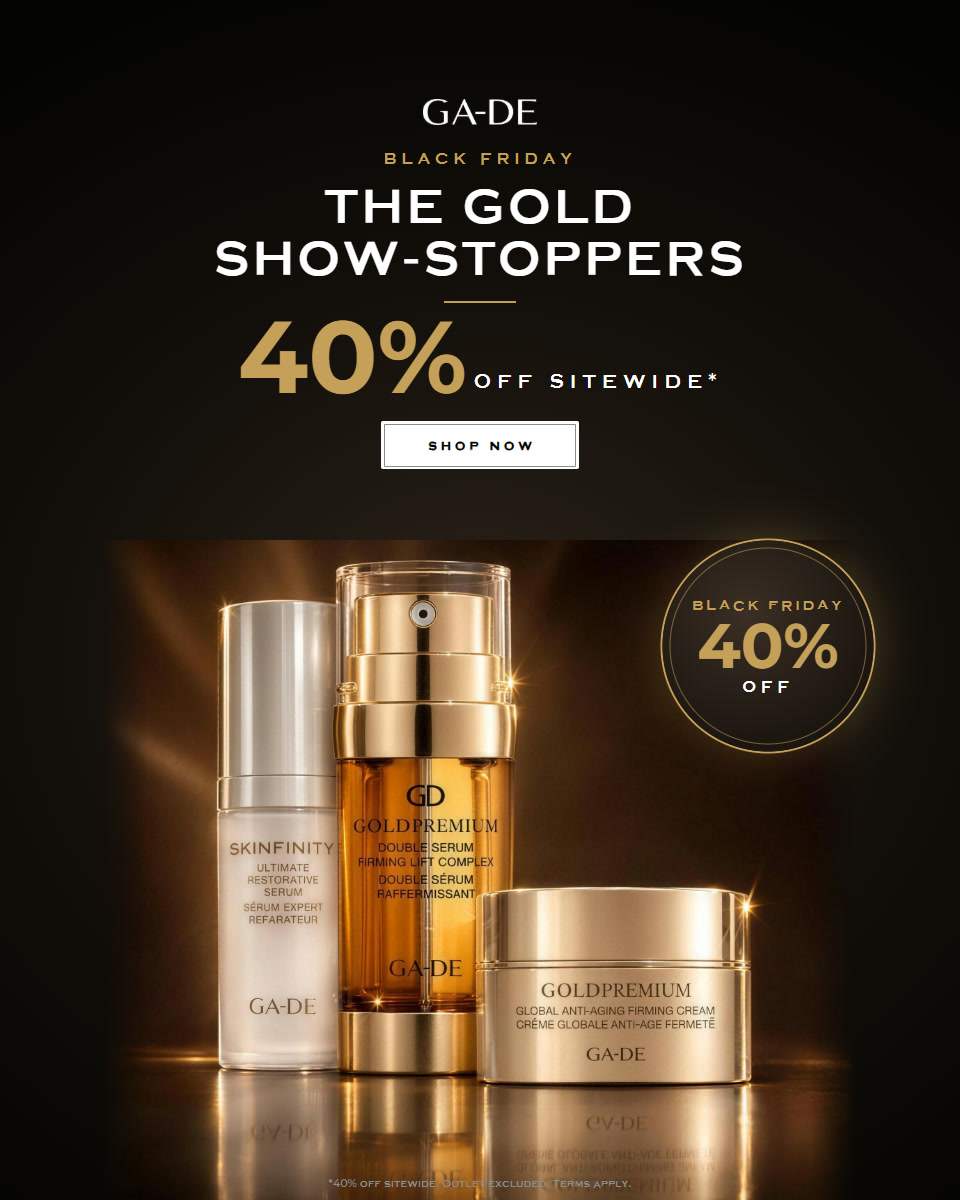 GA-DE
BLACK FRIDAY
THE GOLD
SHOW-STOPPERS
40% OFF SITEWIDE*
SHOP NOW
BLACK FRIDAY
40%
OFF
SKINFINITY
ULTIMATE
RESTORATIVE
SERUM
SÉRUM EXPERT
REFARATEUR
GA-DE
GD
GOLDPREMIUM
DOUBLE SERUM
FIRMING LIFT COMPLEX
DOUBLE SÉRUM
RAFFERMISSANT
GA-DE
GOLDPREMIUM
GLOBAL ANTI-AGING FIRMING CREAM
CRÊME GLOBALE ANTI-AGE FERMETÉ
GA-DE
*40% OFF SITEWIDE. OUTLET EXCLUDED. TERMS APPLY.